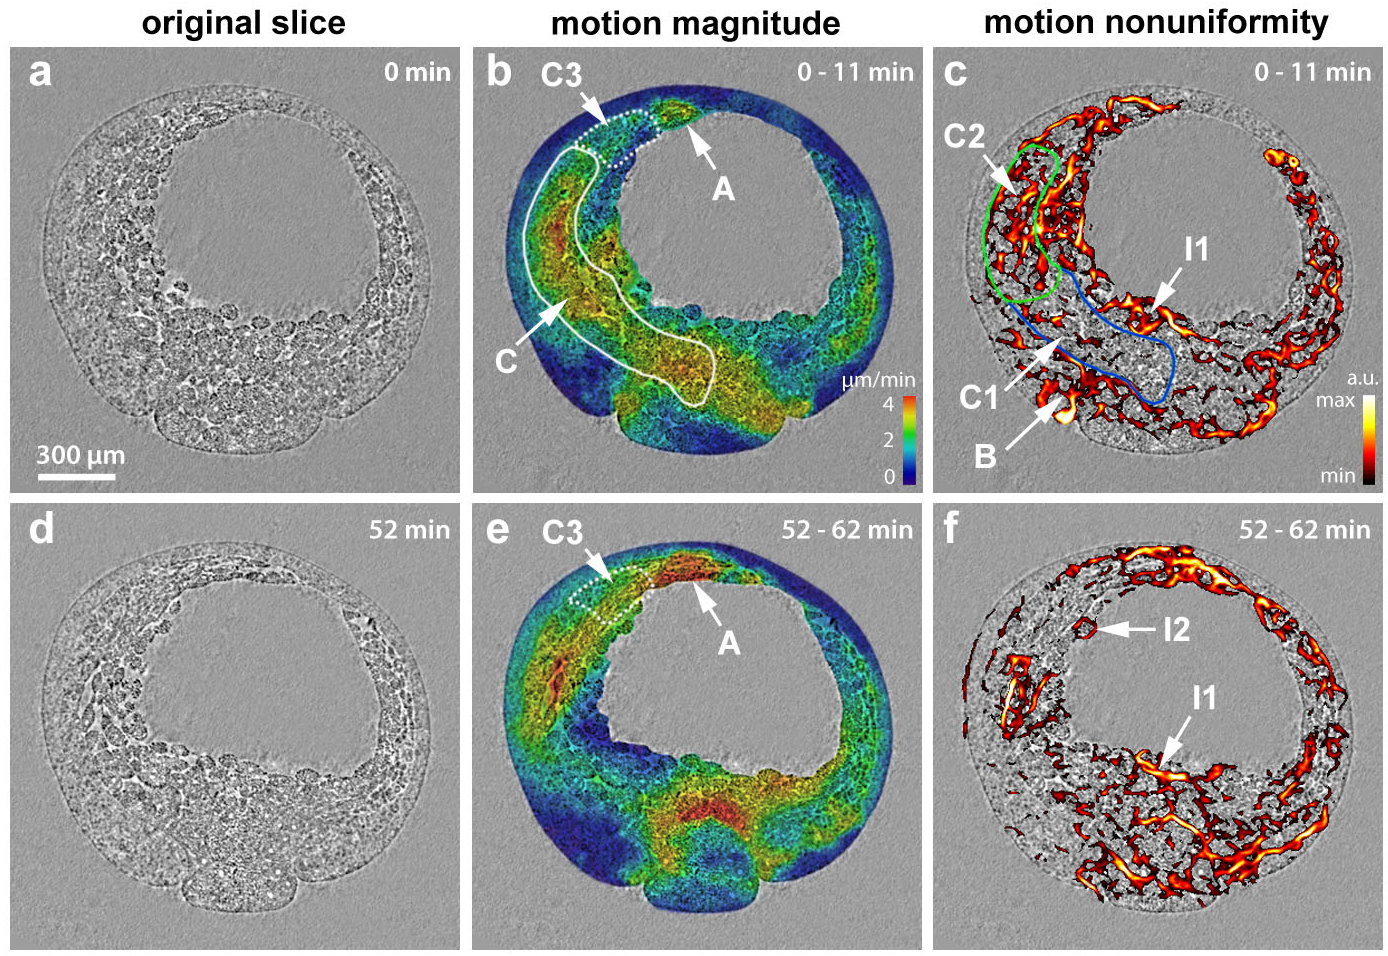 original slice
motion magnitude
motion nonuniformity
a
0 min
300 µm
b
C3
0 - 11 min
A
C
µm/min
4
2
0
c
0 - 11 min
C2
I1
C1
B
a.u.
max
min
d
52 min
e
C3
52 - 62 min
A
f
52 - 62 min
I2
I1